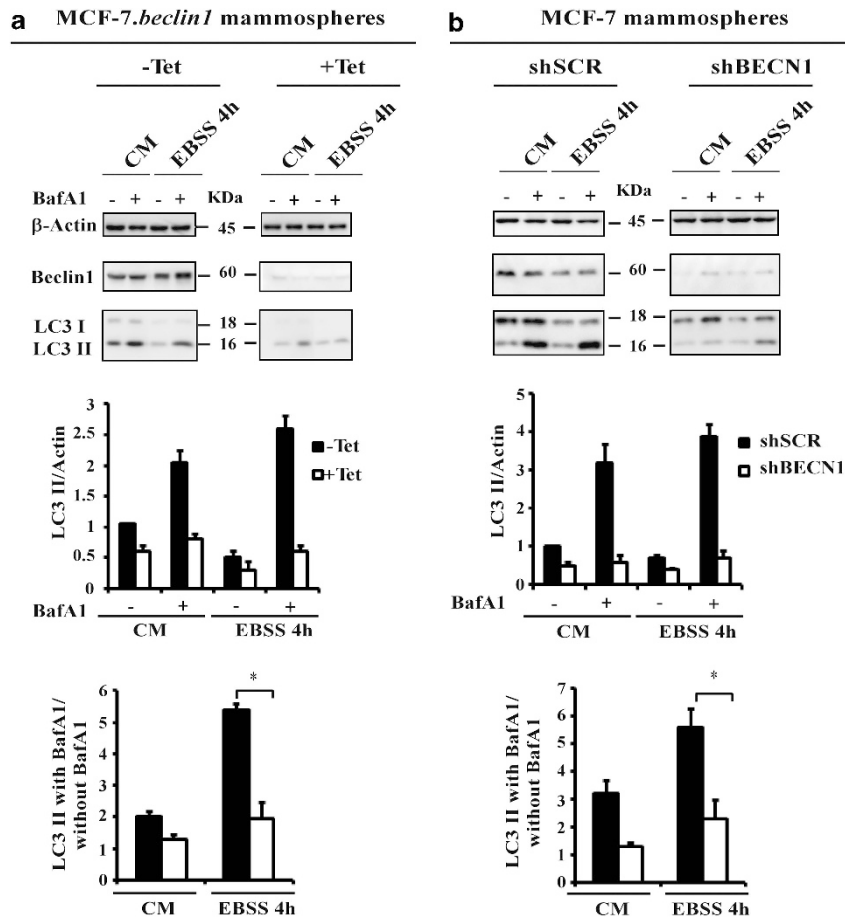 a MCF-7.beclin1 mammospheres
-Tet +Tet
CM EBSS 4h CM EBSS 4h
BafA1 - + - + KDa - + - +
β-Actin 45
Beclin1 60
LC3 I 18
LC3 II 16
3
2.5
2
1.5
1
0.5
0
LC3 II/Actin
-Tet
+Tet
BafA1 - + - +
CM EBSS 4h
6
5
4
3
2
1
0
LC3 II with BafA1/
without BafA1
*
CM EBSS 4h
b MCF-7 mammospheres
shSCR shBECN1
CM EBSS 4h CM EBSS 4h
- + - + KDa - + - +
45
60
18
16
5
4
3
2
1
0
LC3 II/Actin
shSCR
shBECN1
BafA1 - + - +
CM EBSS 4h
7
6
5
4
3
2
1
0
LC3 II with BafA1/
without BafA1
*
CM EBSS 4h